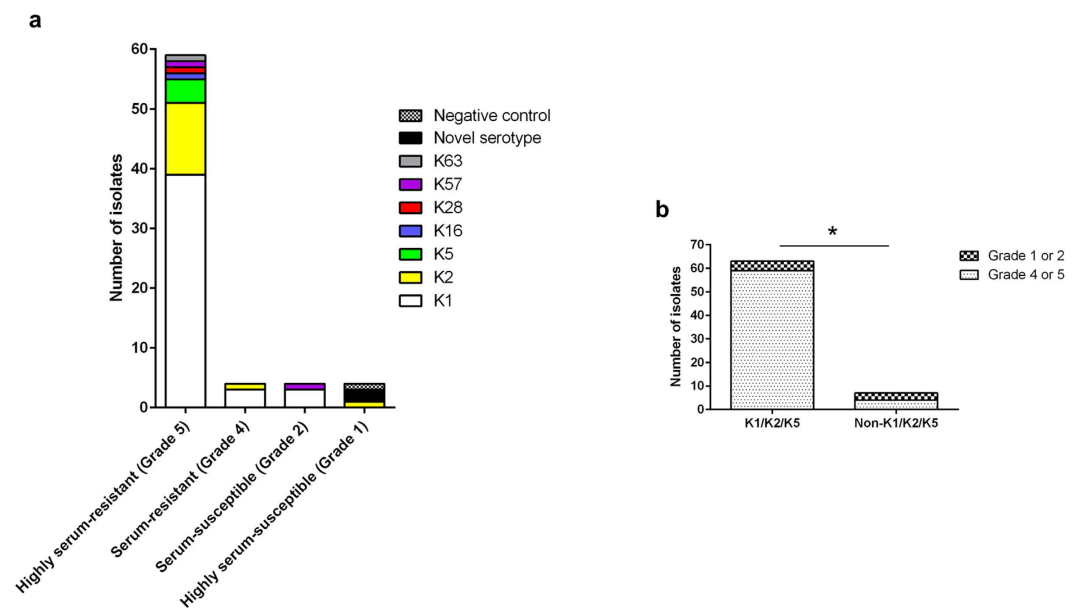 a
Number of isolates
60
50
40
30
20
10
0
Highly serum-resistant (Grade 5)
Serum-resistant (Grade 4)
Serum-susceptible (Grade 2)
Highly serum-susceptible (Grade 1)
Negative control
Novel serotype
K63
K57
K28
K16
K5
K2
K1
b
*
Number of isolates
70
60
50
40
30
20
10
0
K1/K2/K5
Non-K1/K2/K5
Grade 1 or 2
Grade 4 or 5